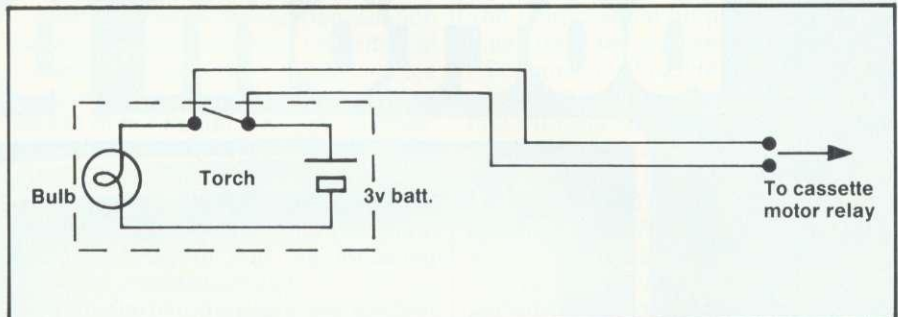 Bulb
Torch
3v batt.
To cassette
motor relay